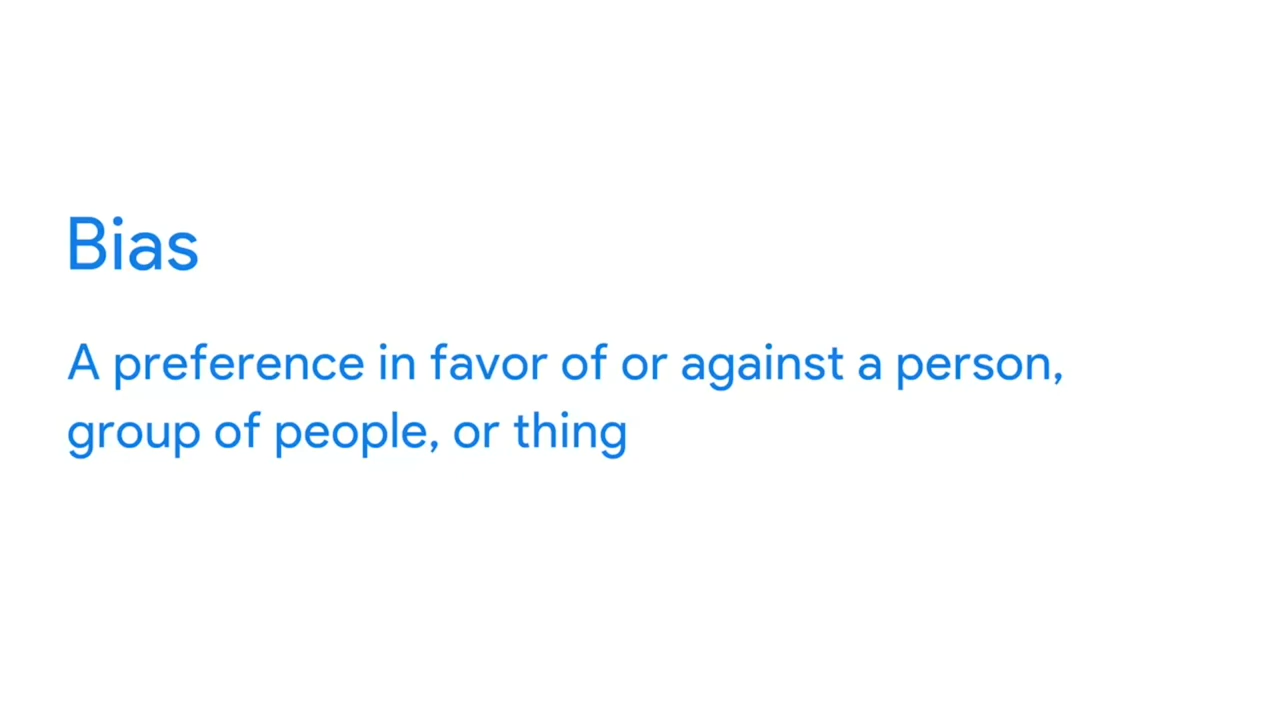 Bias
A preference in favor of or against a person,
group of people, or thing